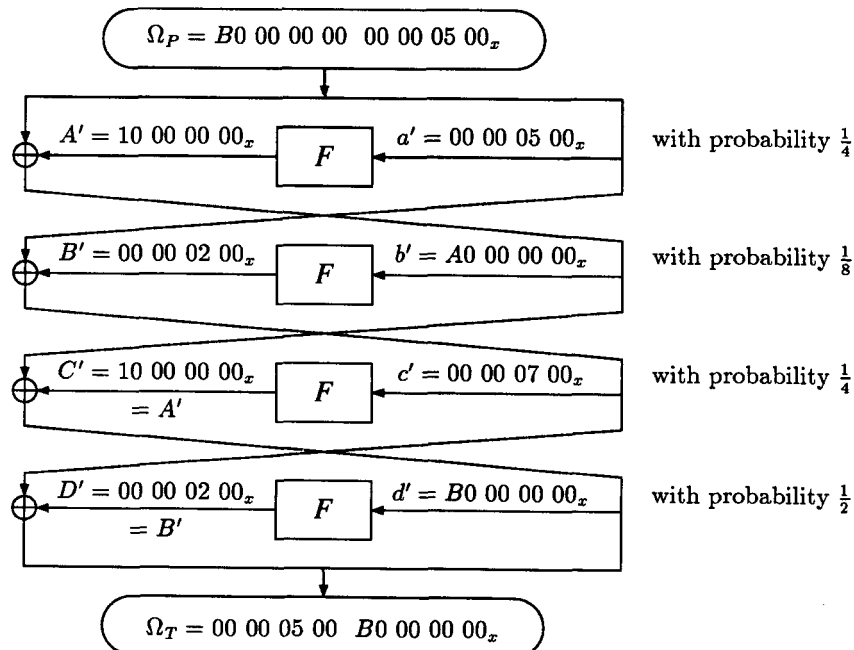 Ω_P = B0 00 00 00 00 00 05 00_x
A' = 10 00 00 00_x F a' = 00 00 05 00_x with probability 1/4
B' = 00 00 02 00_x F b' = A0 00 00 00_x with probability 1/8
C' = 10 00 00 00_x F c' = 00 00 07 00_x with probability 1/4
= A'
D' = 00 00 02 00_x F d' = B0 00 00 00_x with probability 1/2
= B'
Ω_T = 00 00 05 00 B0 00 00 00_x